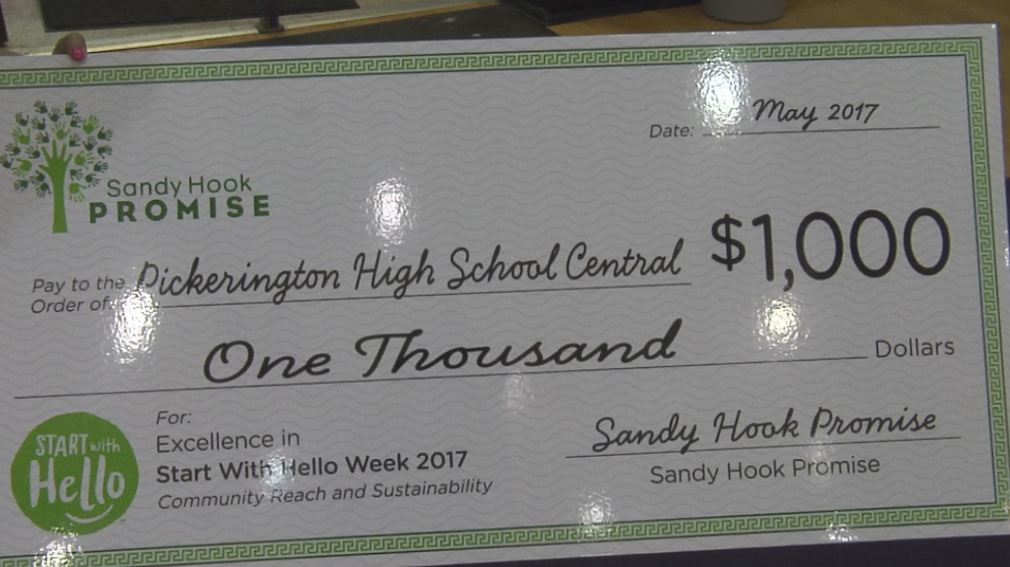 Date: May 2017
Sandy Hook
PROMISE
Pay to the
Order of: Pickerington High School Central $1,000
One Thousand Dollars
START with
Hello
For:
Excellence in
Start With Hello Week 2017
Community Reach and Sustainability
Sandy Hook Promise
Sandy Hook Promise